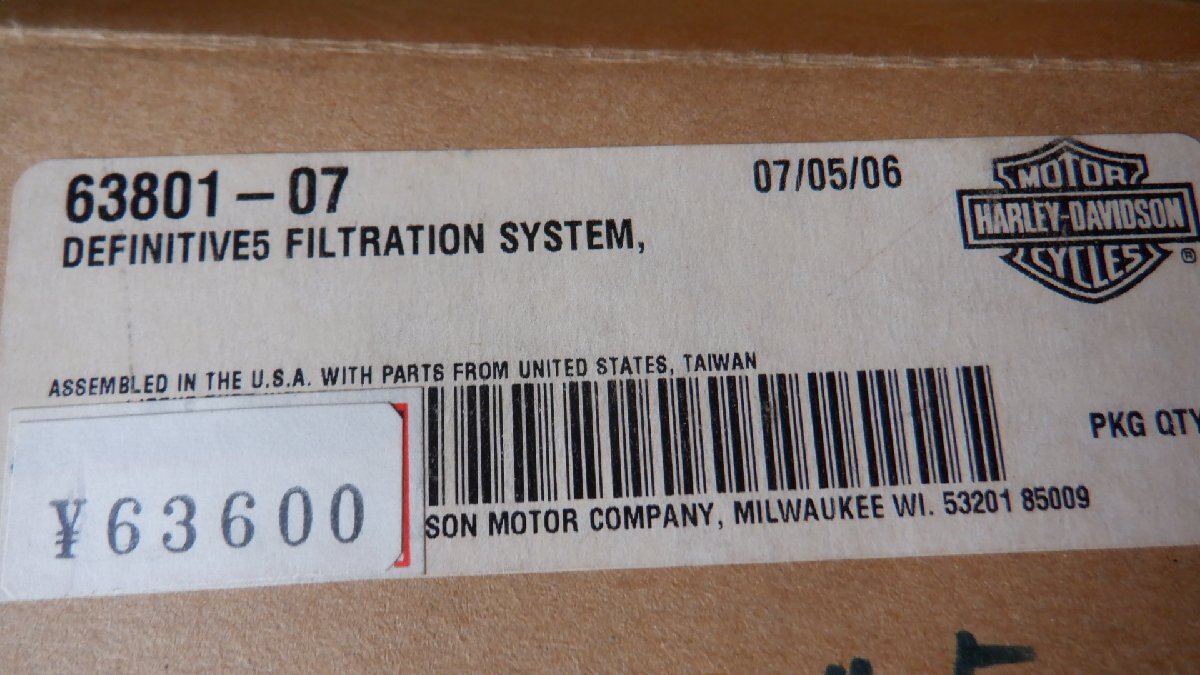 63801-07
07/05/06
DEFINITIVE5 FILTRATION SYSTEM,
MOTOR
HARLEY-DAVIDSON
CYCLES
®
ASSEMBLED IN THE U.S.A. WITH PARTS FROM UNITED STATES, TAIWAN
PKG QTY
SON MOTOR COMPANY, MILWAUKEE WI. 53201 85009
¥63600